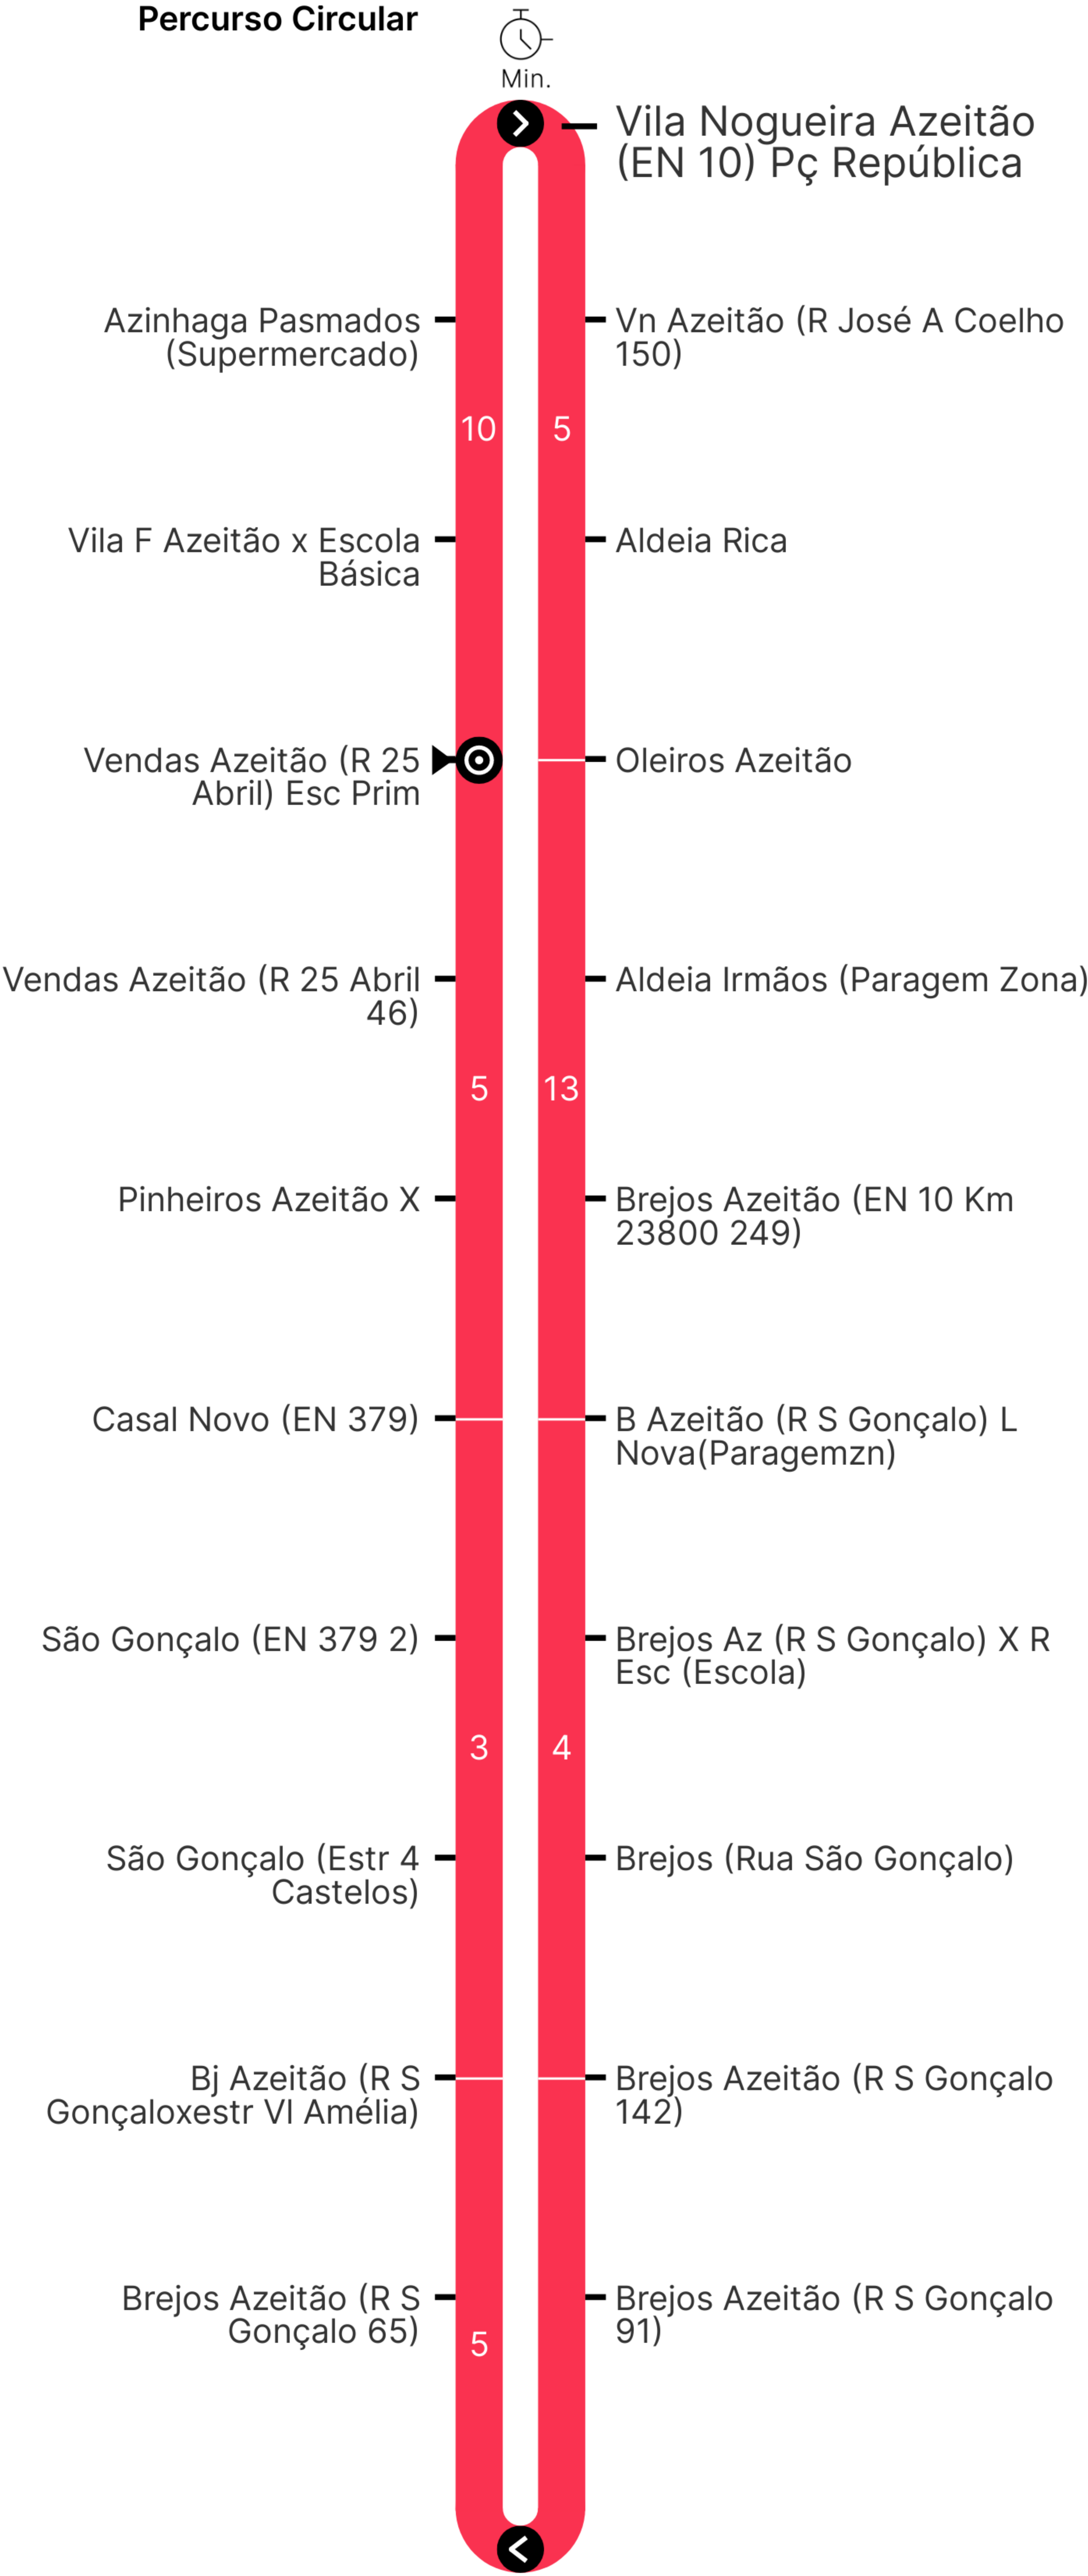 Percurso Circular
Min.
Vila Nogueira Azeitão
(EN 10) Pç República
Azinhaga Pasmados
(Supermercado)
Vn Azeitão (R José A Coelho
150)
10
5
Vila F Azeitão x Escola
Básica
Aldeia Rica
Vendas Azeitão (R 25
Abril) Esc Prim
Oleiros Azeitão
Vendas Azeitão (R 25 Abril
46)
Aldeia Irmãos (Paragem Zona)
5
13
Pinheiros Azeitão X
Brejos Azeitão (EN 10 Km
23800 249)
Casal Novo (EN 379)
B Azeitão (R S Gonçalo) L
Nova(Paragemzn)
São Gonçalo (EN 379 2)
Brejos Az (R S Gonçalo) X R
Esc (Escola)
3
4
São Gonçalo (Estr 4
Castelos)
Brejos (Rua São Gonçalo)
Bj Azeitão (R S
Gonçaloxestr Vl Amélia)
Brejos Azeitão (R S Gonçalo
142)
Brejos Azeitão (R S
Gonçalo 65)
Brejos Azeitão (R S Gonçalo
91)
5